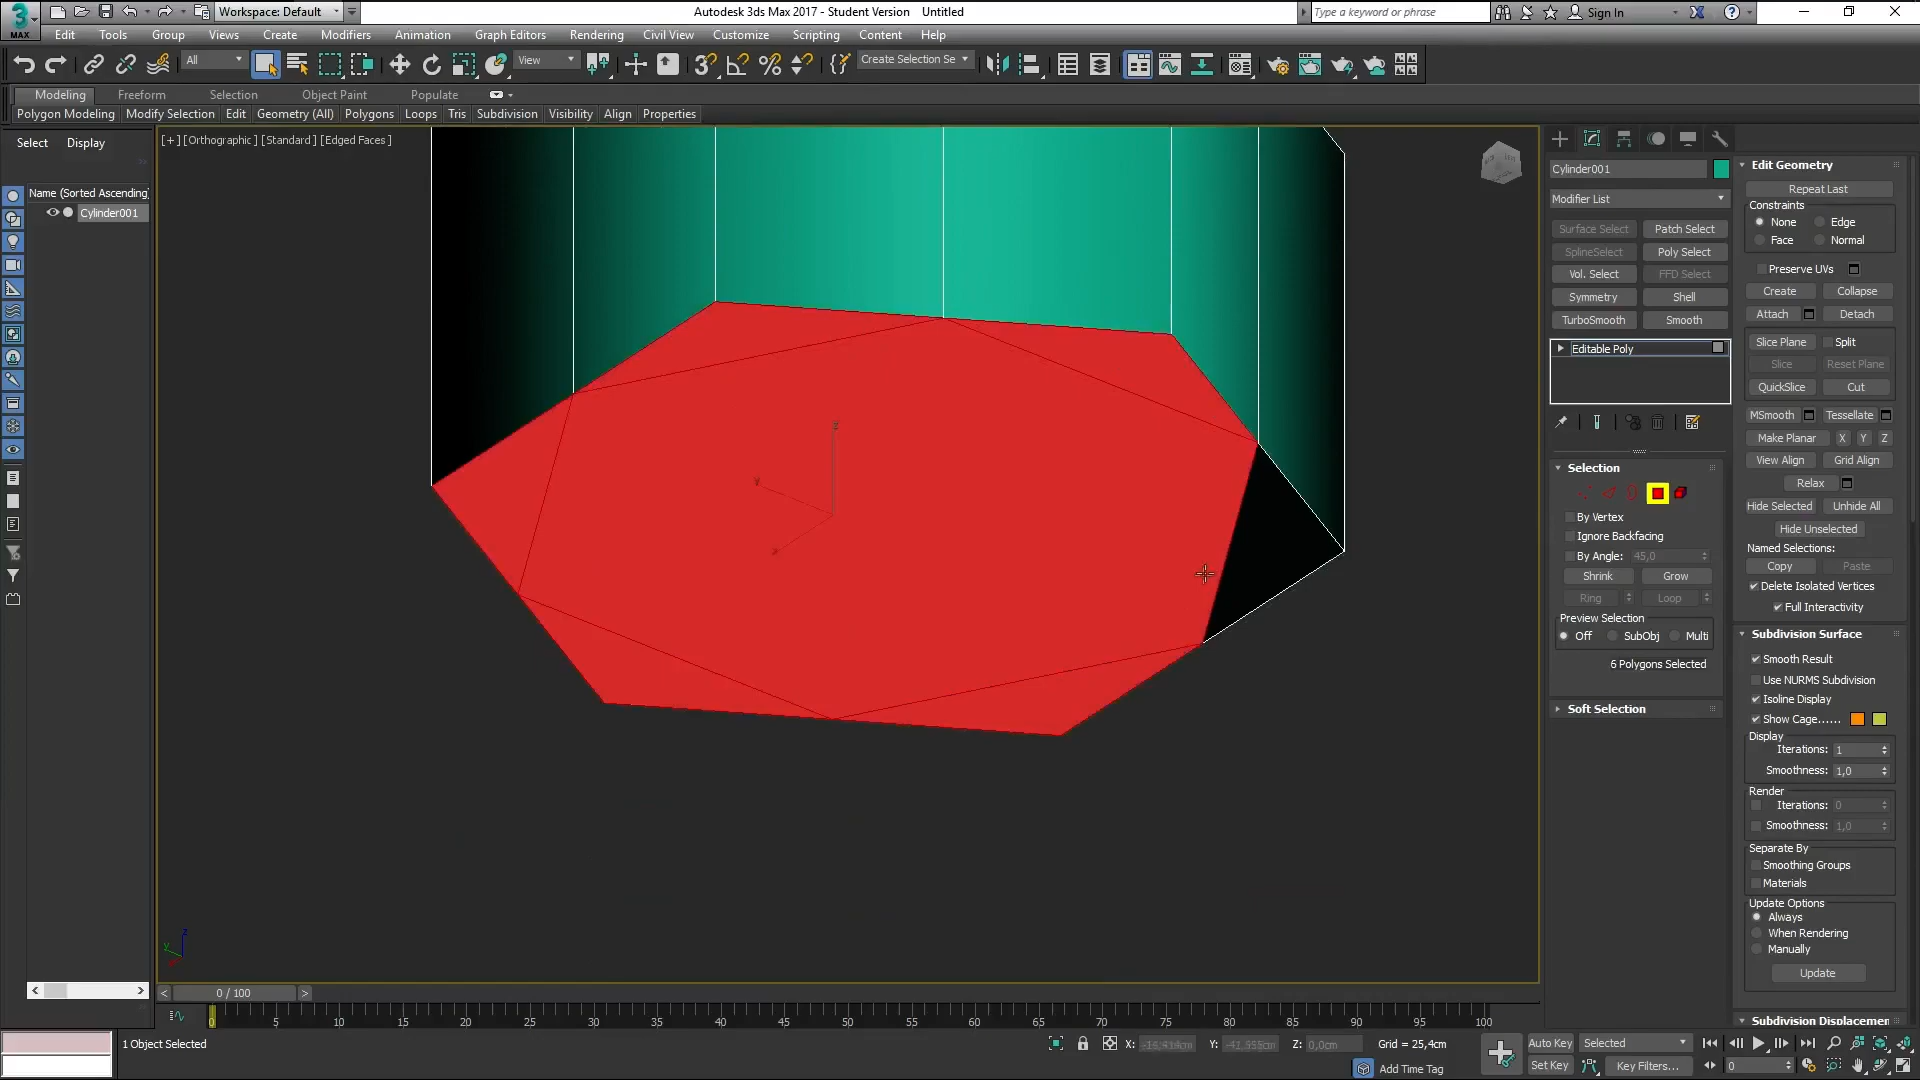 Workspace: Default
Autodesk 3ds Max 2017 - Student Version    Untitled
Type a keyword or phrase
Sign In
MAX
Edit Tools Group Views Create Modifiers Animation Graph Editors Rendering Civil View Customize Scripting Content Help
All
View
Create Selection Se
Modeling Freeform Selection Object Paint Populate
Polygon Modeling Modify Selection Edit Geometry (All) Polygons Loops Tris Subdivision Visibility Align Properties
Select Display
Name (Sorted Ascending)
Cylinder001
[+] [Orthographic] [Standard] [Edged Faces]
z
y
x
z
y
Cylinder001
Modifier List
Surface Select Patch Select
SplineSelect Poly Select
Vol. Select FFD Select
Symmetry Shell
TurboSmooth Smooth
Editable Poly
Selection
By Vertex
Ignore Backfacing
By Angle: 45,0
Shrink Grow
Ring Loop
Preview Selection
Off SubObj Multi
6 Polygons Selected
Soft Selection
Edit Geometry
Repeat Last
Constraints
None Edge
Face Normal
Preserve UVs
Create Collapse
Attach Detach
Slice Plane Split
Slice Reset Plane
QuickSlice Cut
MSmooth Tessellate
Make Planar X Y Z
View Align Grid Align
Relax
Hide Selected Unhide All
Hide Unselected
Named Selections:
Copy Paste
Delete Isolated Vertices
Full Interactivity
Subdivision Surface
Smooth Result
Use NURMS Subdivision
Isoline Display
Show Cage......
Display
Iterations: 1
Smoothness: 1,0
Render
Iterations: 0
Smoothness: 1,0
Separate By
Smoothing Groups
Materials
Update Options
Always
When Rendering
Manually
Update
Subdivision Displacemen
< 0 / 100 >
0 5 10 15 20 25 30 35 40 45 50 55 60 65 70 75 80 85 90 95 100
1 Object Selected
X: Y: Z: 0,0cm
Grid = 25,4cm
Add Time Tag
Auto Key Selected
Set Key Key Filters...
0